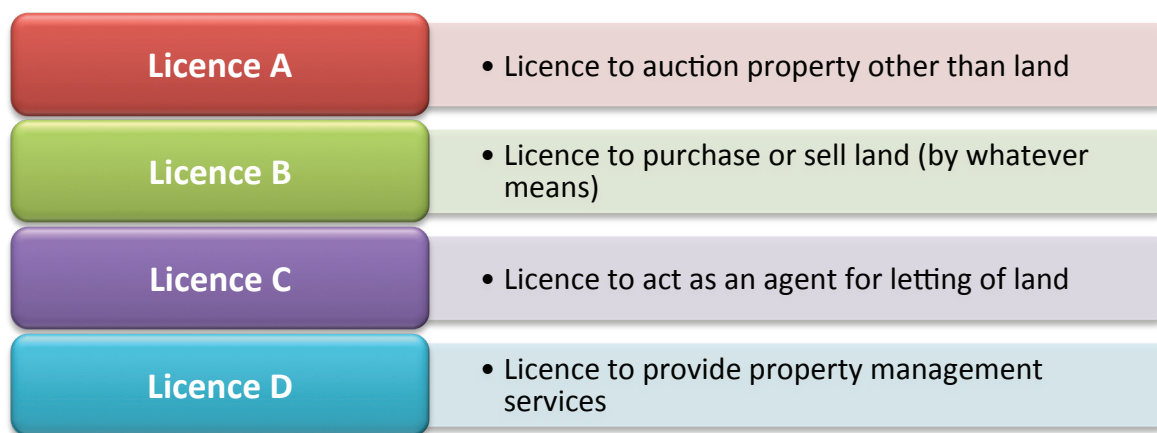 Licence A
• Licence to auction property other than land
Licence B
• Licence to purchase or sell land (by whatever
means)
Licence C
• Licence to act as an agent for letting of land
Licence D
• Licence to provide property management
services